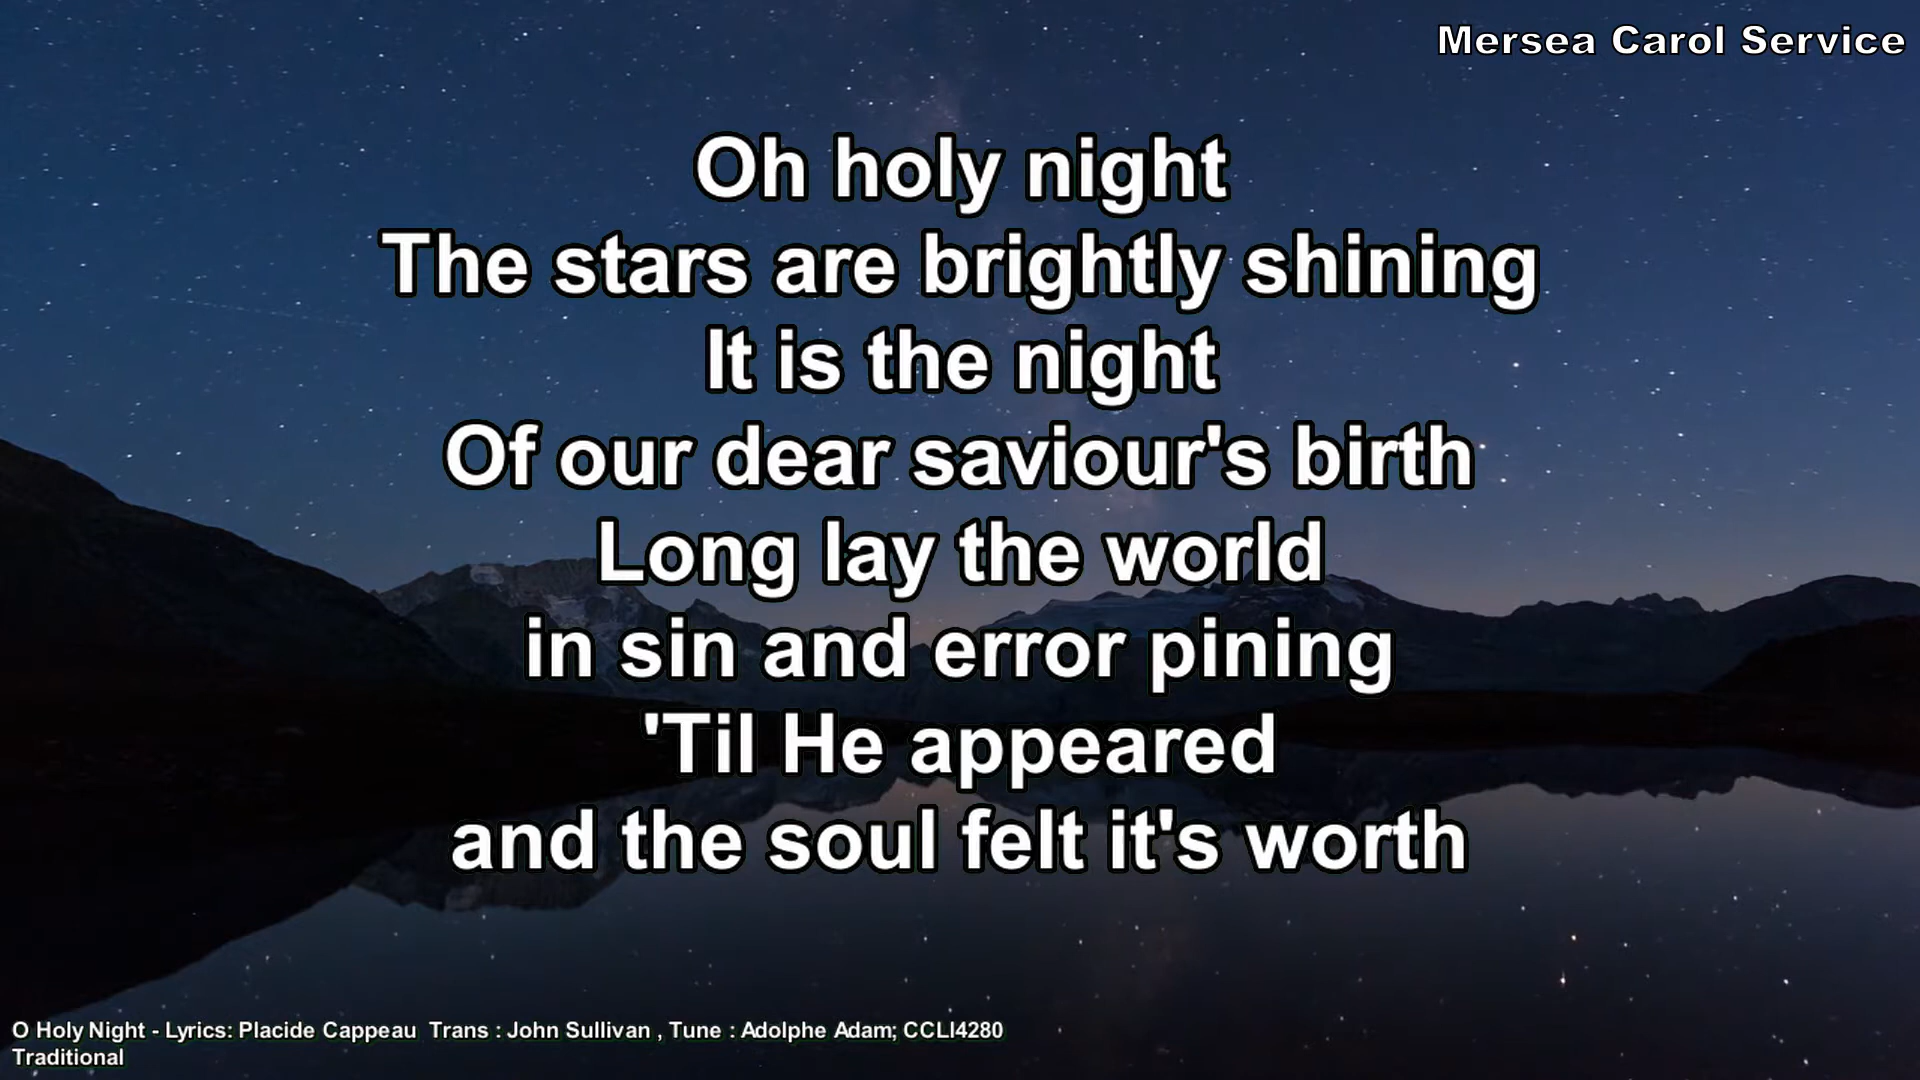 Mersea Carol Service
Oh holy night
The stars are brightly shining
It is the night
Of our dear saviour's birth
Long lay the world
in sin and error pining
'Til He appeared
and the soul felt it's worth
O Holy Night - Lyrics: Placide Cappeau  Trans : John Sullivan , Tune : Adolphe Adam; CCLI4280
Traditional